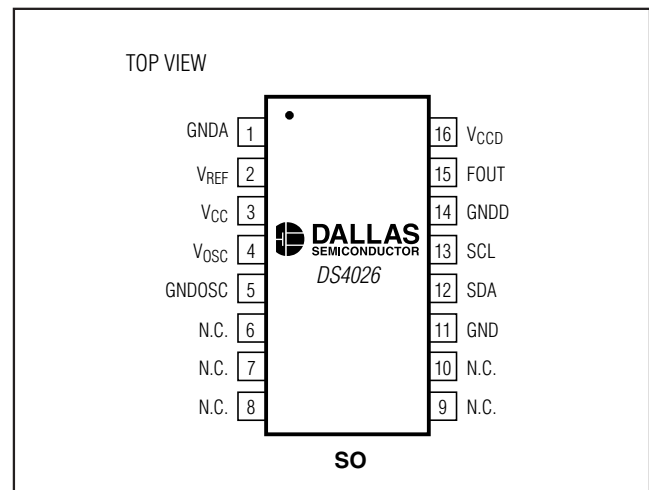 TOP VIEW
GNDA 1
VREF 2
VCC 3
VOSC 4
GNDOSC 5
N.C. 6
N.C. 7
N.C. 8
DALLAS
SEMICONDUCTOR
DS4026
16 VCCD
15 FOUT
14 GNDD
13 SCL
12 SDA
11 GND
10 N.C.
9 N.C.
SO